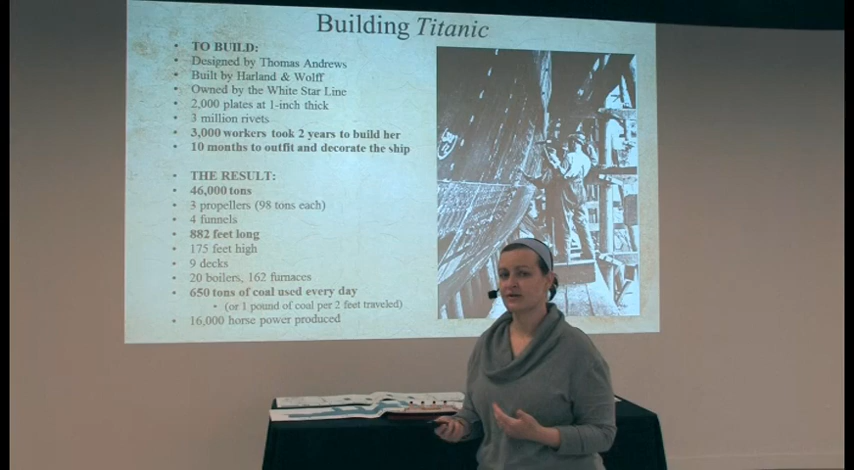 Building Titanic
• TO BUILD:
• Designed by Thomas Andrews
• Built by Harland & Wolff
• Owned by the White Star Line
• 2,000 plates at 1-inch thick
• 3 million rivets
• 3,000 workers took 2 years to build her
• 10 months to outfit and decorate the ship
• THE RESULT:
• 46,000 tons
• 3 propellers (98 tons each)
• 4 funnels
• 882 feet long
• 175 feet high
• 9 decks
• 20 boilers, 162 furnaces
• 650 tons of coal used every day
• (or 1 pound of coal per 2 feet traveled)
• 16,000 horse power produced